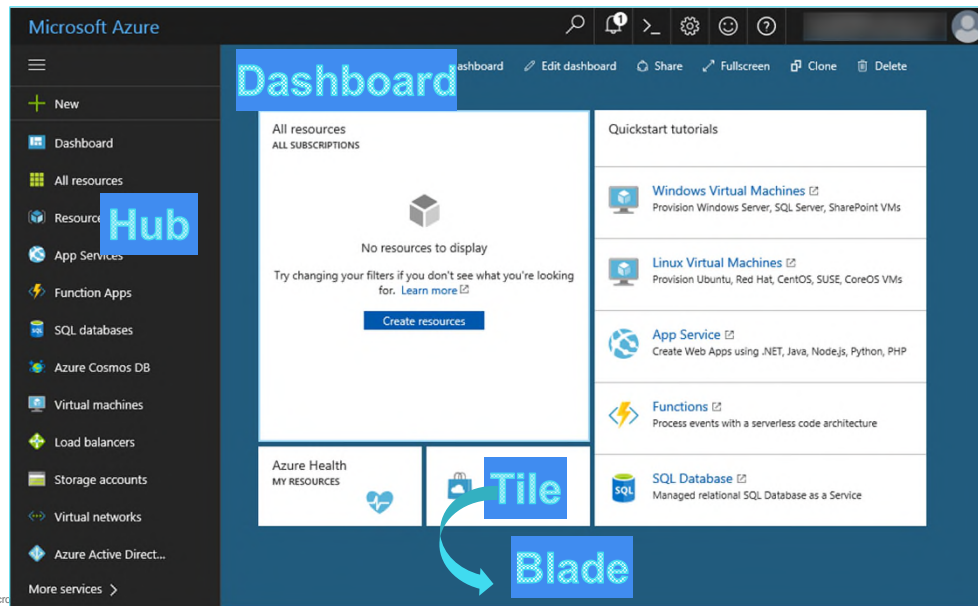 Microsoft Azure
1
Dashboard
ashboard
Edit dashboard
Share
Fullscreen
Clone
Delete
New
Dashboard
All resources
Resource
Hub
App Services
Function Apps
SQL databases
Azure Cosmos DB
Virtual machines
Load balancers
Storage accounts
Virtual networks
Azure Active Direct...
More services
All resources
ALL SUBSCRIPTIONS
No resources to display
Try changing your filters if you don't see what you're looking
for. Learn more
Create resources
Azure Health
MY RESOURCES
Tile
Blade
Quickstart tutorials
Windows Virtual Machines
Provision Windows Server, SQL Server, SharePoint VMs
Linux Virtual Machines
Provision Ubuntu, Red Hat, CentOS, SUSE, CoreOS VMs
App Service
Create Web Apps using .NET, Java, Node.js, Python, PHP
Functions
Process events with a serverless code architecture
SQL
SQL Database
Managed relational SQL Database as a Service